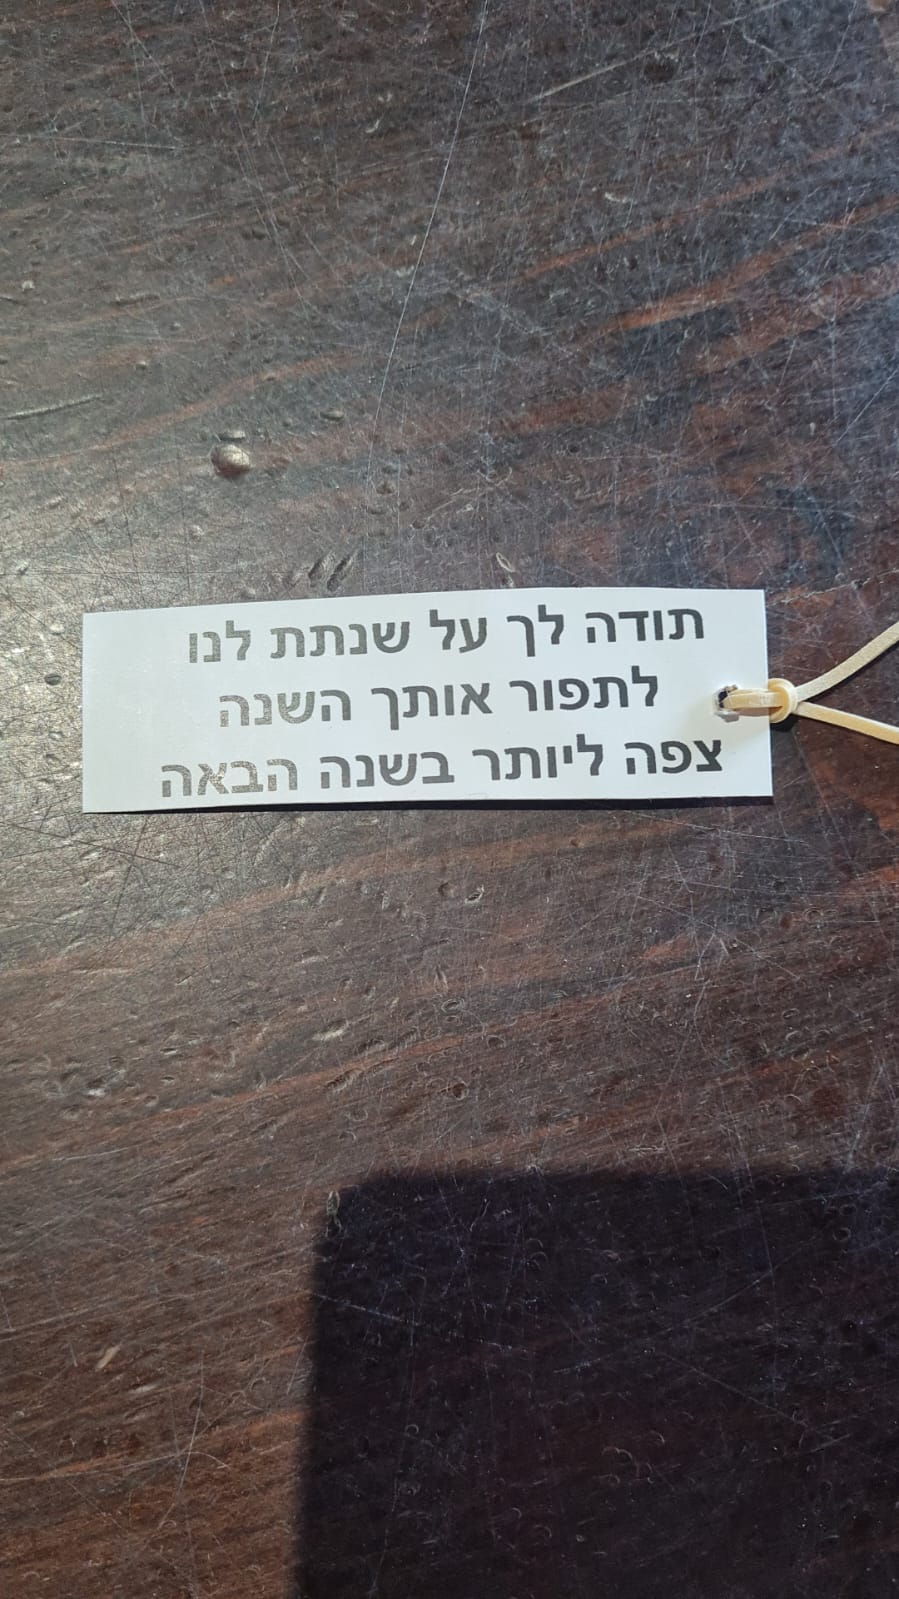 תודה לך על שנתת לנו
לתפור אותך השנה
צפה ליותר בשנה הבאה